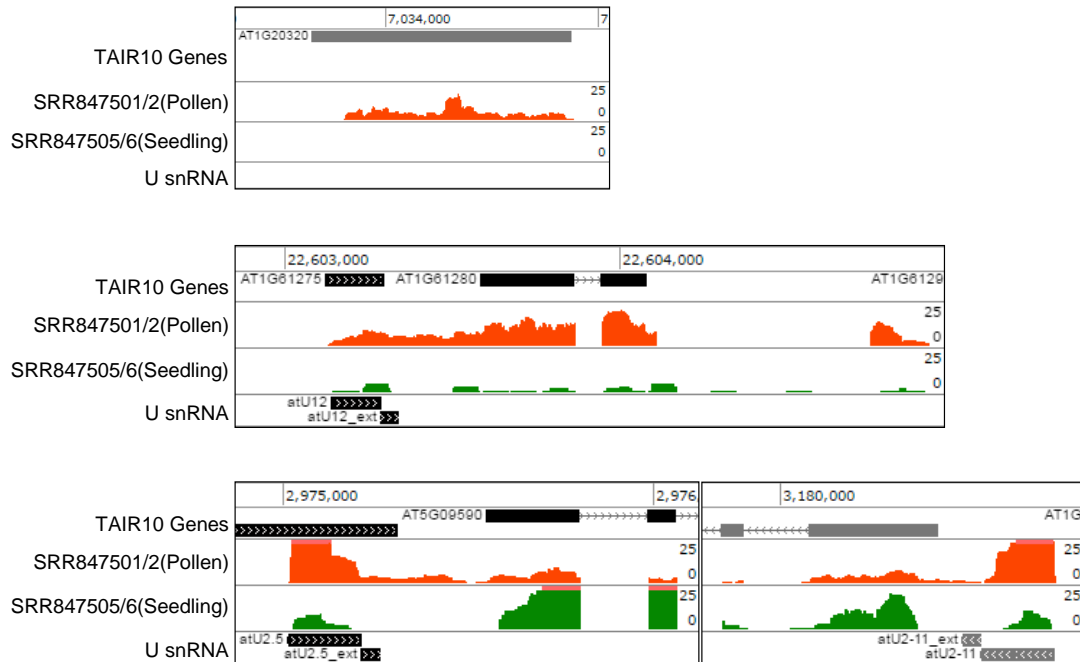 7,034,000 7
AT1G20320
TAIR10 Genes
SRR847501/2(Pollen) 25 0
SRR847505/6(Seedling) 25 0
U snRNA
22,603,000 22,604,000
AT1G61275 AT1G61280 AT1G6129
TAIR10 Genes
SRR847501/2(Pollen) 25 0
SRR847505/6(Seedling) 25 0
U snRNA
atU12
atU12_ext
2,975,000 2,976, 3,180,000
AT5G09590 AT1G
TAIR10 Genes
SRR847501/2(Pollen) 25 0 25 0
SRR847505/6(Seedling) 25 0 25 0
U snRNA
atU2.5 atU2-11_ext
atU2.5_ext atU2-11